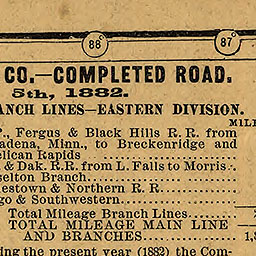 88 87
CO.—COMPLETED ROAD.
5th, 1882.
ANCH LINES—EASTERN DIVISION.
MILE
., Fergus & Black Hills R. R. from
adena, Minn., to Breckenridge and
elican Rapids
& Dak. R.R. from L. Falls to Morris.
selton Branch
estown & Northern R. R.
go & Southwestern
Total Mileage Branch Lines
TOTAL MILEAGE MAIN LINE
AND BRANCHES 1,
ing the present year (1882) the Com-